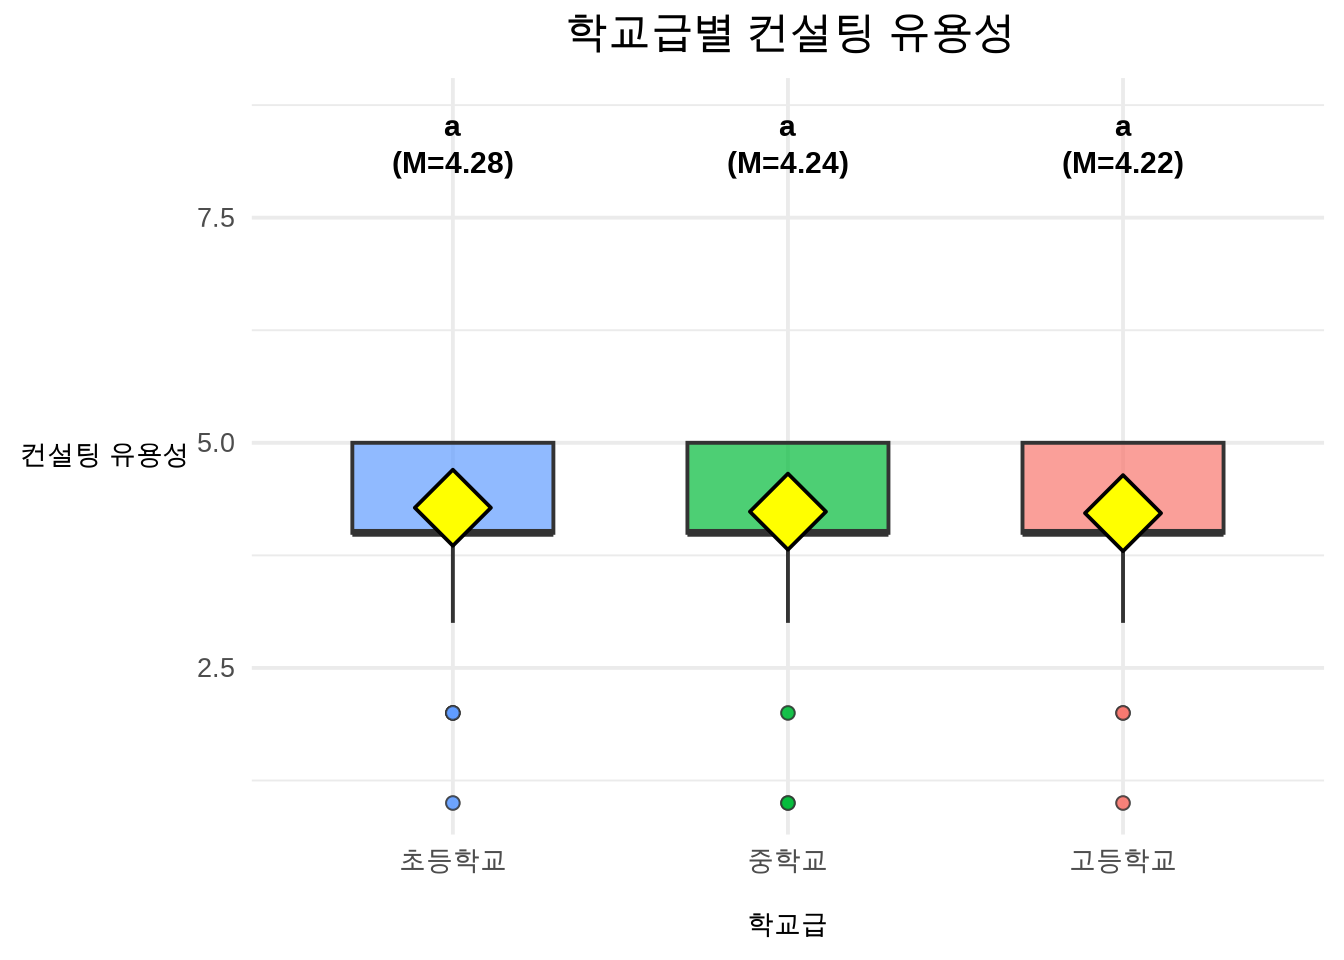 학교급별 컨설팅 유용성
a
(M=4.28)
a
(M=4.24)
a
(M=4.22)
7.5
5.0
2.5
컨설팅 유용성
초등학교
중학교
고등학교
학교급